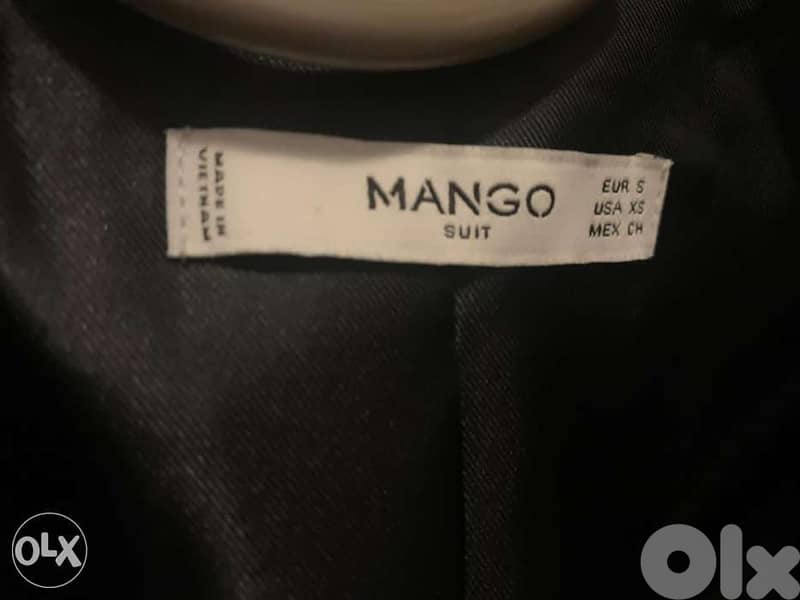 MADE IN
VIETNAM
MANGO
SUIT
EUR S
USA XS
MEX CH
OLX
Olx